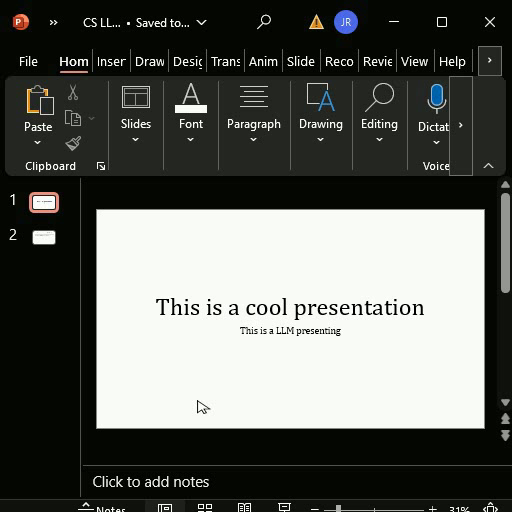 CS LL... • Saved to...
JR
File Hom Inser Draw Desig Trans Anim Slide Reco Revie View Help
Paste
Slides
Font
Paragraph
Drawing
Editing
Dictat
Clipboard
Voice
1
2
This is a cool presentation
This is a LLM presenting
Click to add notes
Notes
31%